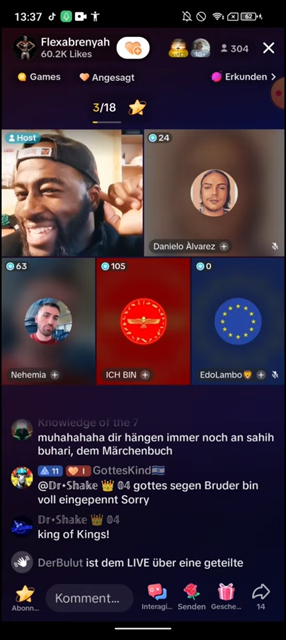 13:37
62
Flexabrenyah
60.2K Likes
304
Games
Angesagt
Erkunden
3/18
Host
24
Danielo Àlvarez
63
105
0
Nehemia
ICH BIN
EdoLambo
Knowledge of the 7
muhahahaha dir hängen immer noch an sahih
buhari, dem Märchenbuch
11 1 GottesKind
@𝔻𝕣•𝕊𝕙𝕒𝕜𝕖 👑 𝟘𝟜 gottes segen Bruder bin
voll eingepennt Sorry
𝔻𝕣•𝕊𝕙𝕒𝕜𝕖 👑 𝟘𝟜
king of Kings!
DerBulut ist dem LIVE über eine geteilte
Abonn...
Komment...
Interagi...
Senden
Gesche...
14